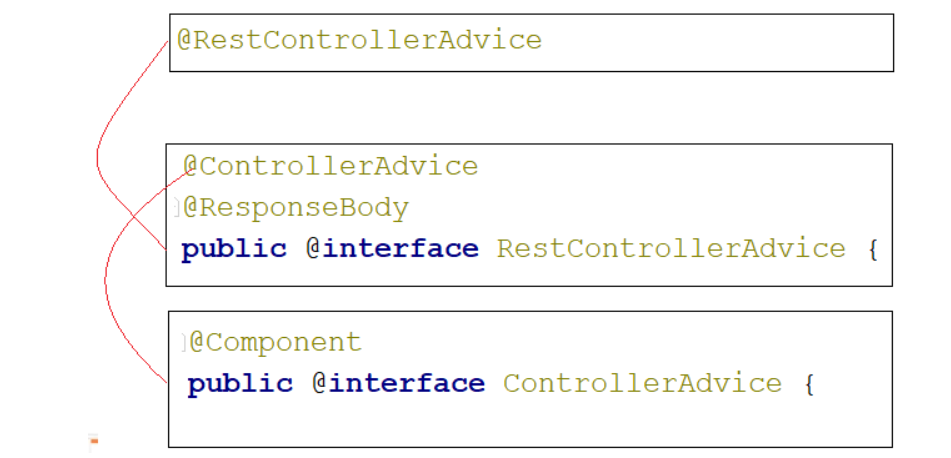 @RestControllerAdvice
@ControllerAdvice
@ResponseBody
public @interface RestControllerAdvice {
@Component
public @interface ControllerAdvice {